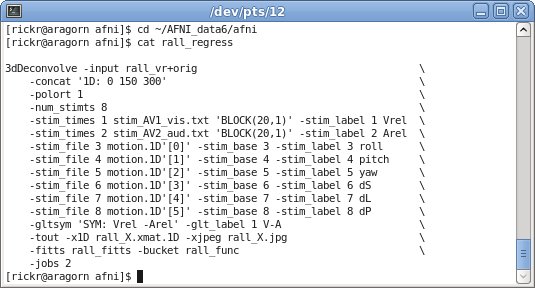 /dev/pts/12
[rickr@aragorn afni]$ cd ~/AFNI_data6/afni
[rickr@aragorn afni]$ cat rall_regress
3dDeconvolve -input rall_vr+orig \
-concat '1D: 0 150 300' \
-polort 1 \
-num_stimts 8 \
-stim_times 1 stim_AV1_vis.txt 'BLOCK(20,1)' -stim_label 1 Vrel \
-stim_times 2 stim_AV2_aud.txt 'BLOCK(20,1)' -stim_label 2 Arel \
-stim_file 3 motion.1D'[0]' -stim_base 3 -stim_label 3 roll \
-stim_file 4 motion.1D'[1]' -stim_base 4 -stim_label 4 pitch \
-stim_file 5 motion.1D'[2]' -stim_base 5 -stim_label 5 yaw \
-stim_file 6 motion.1D'[3]' -stim_base 6 -stim_label 6 dS \
-stim_file 7 motion.1D'[4]' -stim_base 7 -stim_label 7 dL \
-stim_file 8 motion.1D'[5]' -stim_base 8 -stim_label 8 dP \
-gltsym 'SYM: Vrel -Arel' -glt_label 1 V-A \
-tout -x1D rall_X.xmat.1D -xjpeg rall_X.jpg \
-fitts rall_fitts -bucket rall_func \
-jobs 2
[rickr@aragorn afni]$